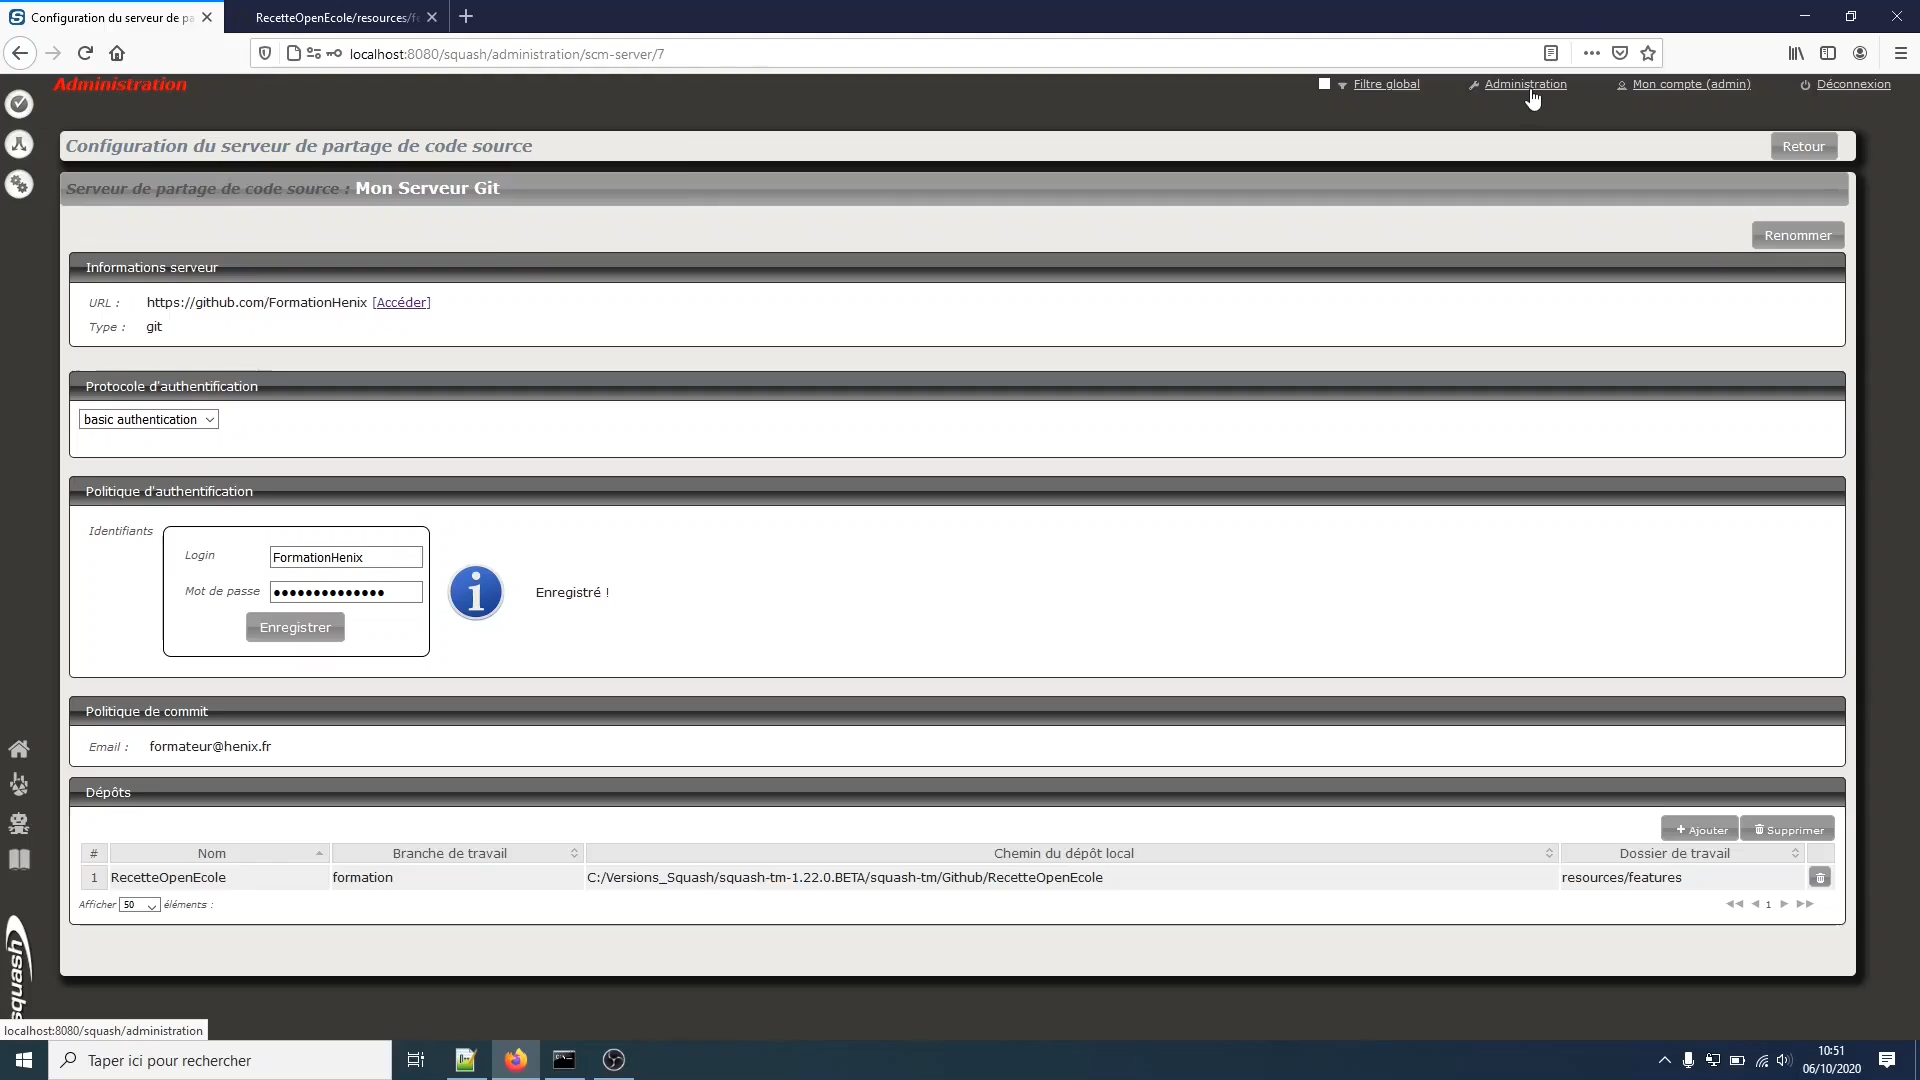 Configuration du serveur de pa
RecetteOpenEcole/resources/fe
localhost:8080/squash/administration/scm-server/7
Administration
Filtre global
Administration
Mon compte (admin)
Déconnexion
Configuration du serveur de partage de code source
Retour
Serveur de partage de code source : Mon Serveur Git
Renommer
Informations serveur
URL : https://github.com/FormationHenix [Accéder]
Type : git
Protocole d'authentification
basic authentication
Politique d'authentification
Identifiants
Login FormationHenix
Mot de passe ••••••••••••••
Enregistrer
Enregistré !
Politique de commit
Email : formateur@henix.fr
Dépôts
Ajouter
Supprimer
# Nom Branche de travail Chemin du dépôt local Dossier de travail
1 RecetteOpenEcole formation C:/Versions_Squash/squash-tm-1.22.0.BETA/squash-tm/Github/RecetteOpenEcole resources/features
Afficher 50 éléments :
1
squash
localhost:8080/squash/administration
Taper ici pour rechercher
10:51
06/10/2020